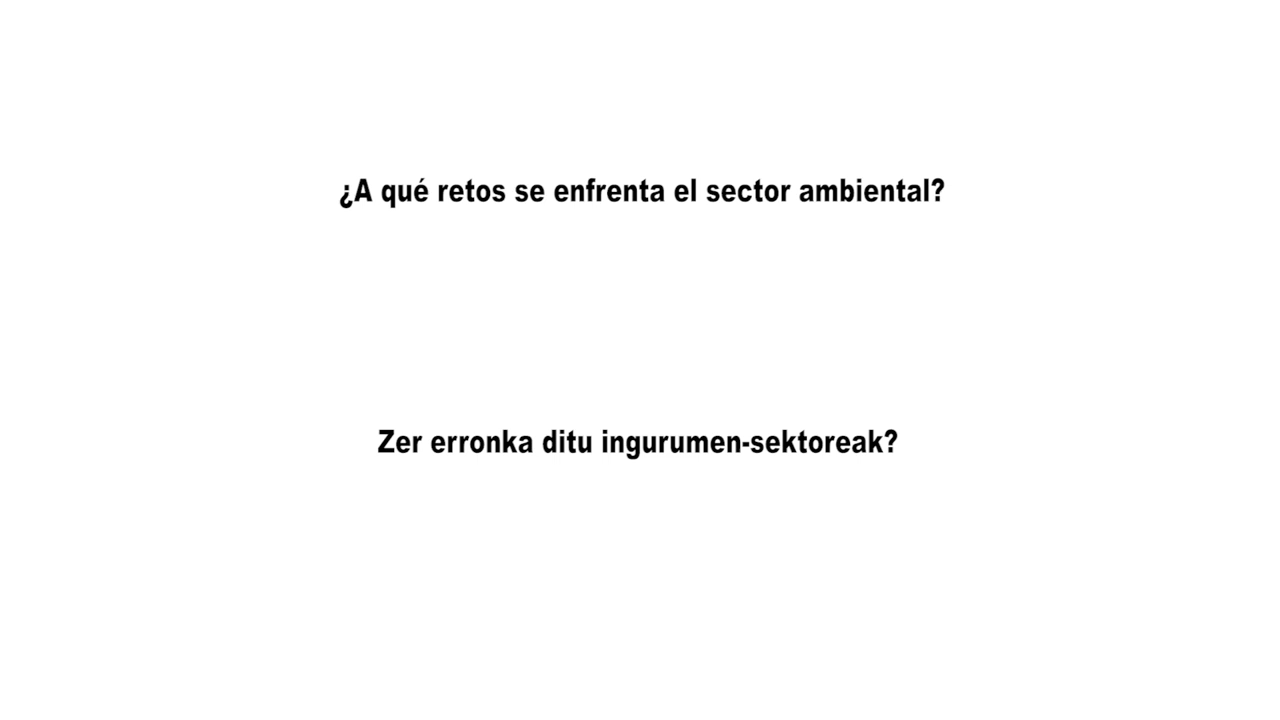 ¿A qué retos se enfrenta el sector ambiental?
Zer erronka ditu ingurumen-sektoreak?